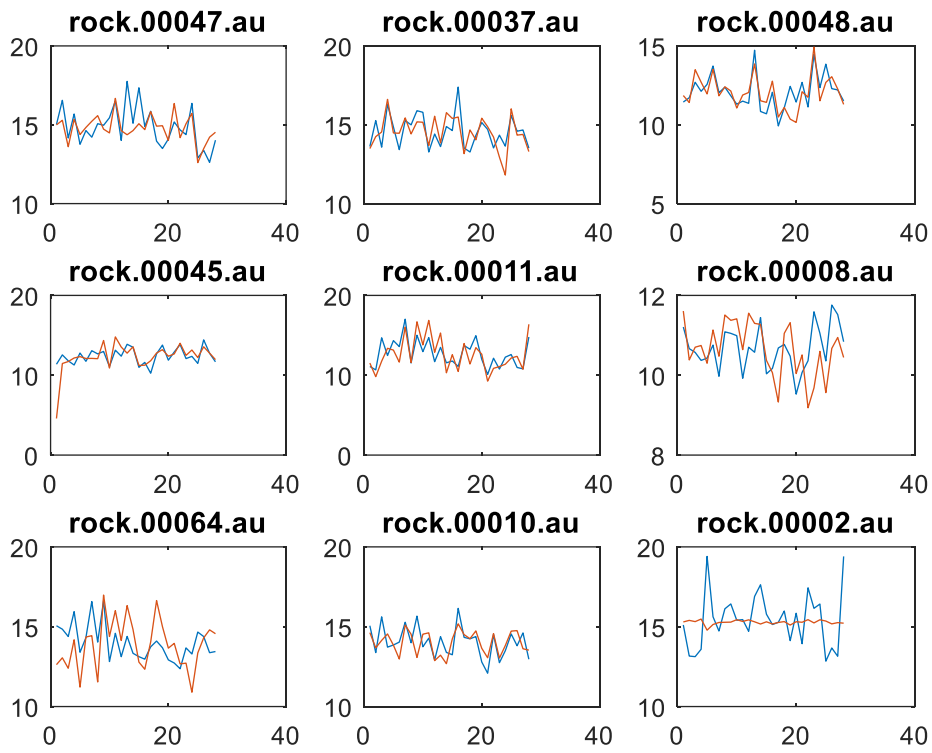 rock.00047.au rock.00037.au rock.00048.au
20 20 15
15 15 10
10 10 5
0 20 40 0 20 40 0 20 40
rock.00045.au rock.00011.au rock.00008.au
20 20 12
10 10 10
0 0 8
0 20 40 0 20 40 0 20 40
rock.00064.au rock.00010.au rock.00002.au
20 20 20
15 15 15
10 10 10
0 20 40 0 20 40 0 20 40